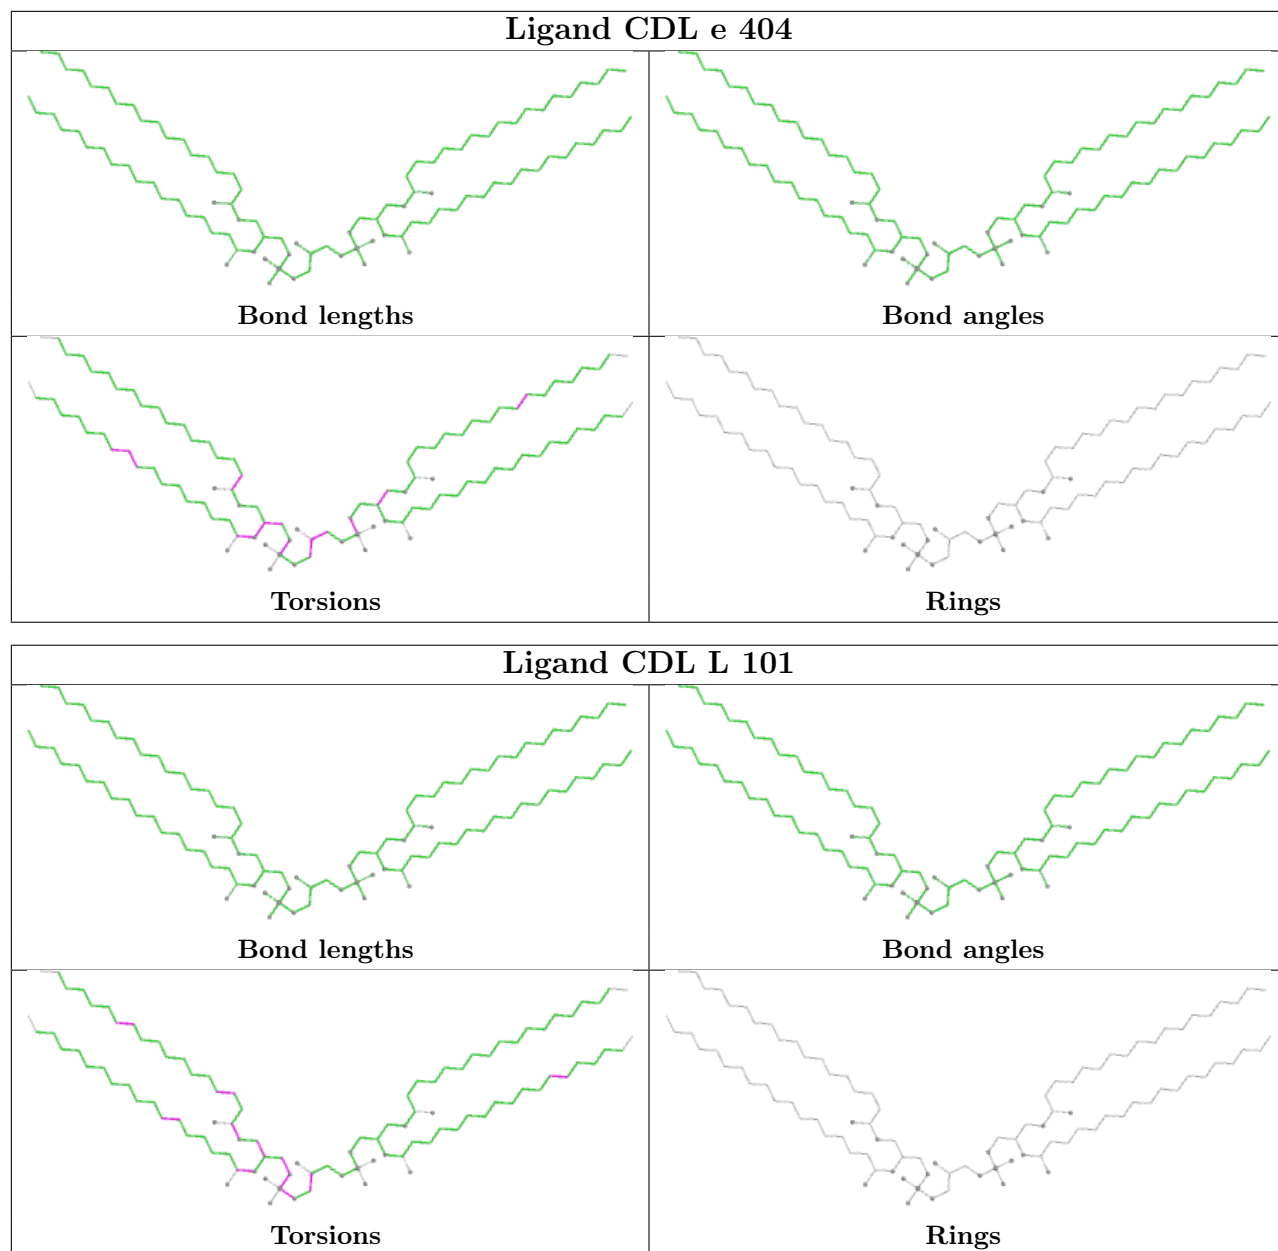 Ligand CDL e 404
Bond lengths
Bond angles
Torsions
Rings
Ligand CDL L 101
Bond lengths
Bond angles
Torsions
Rings